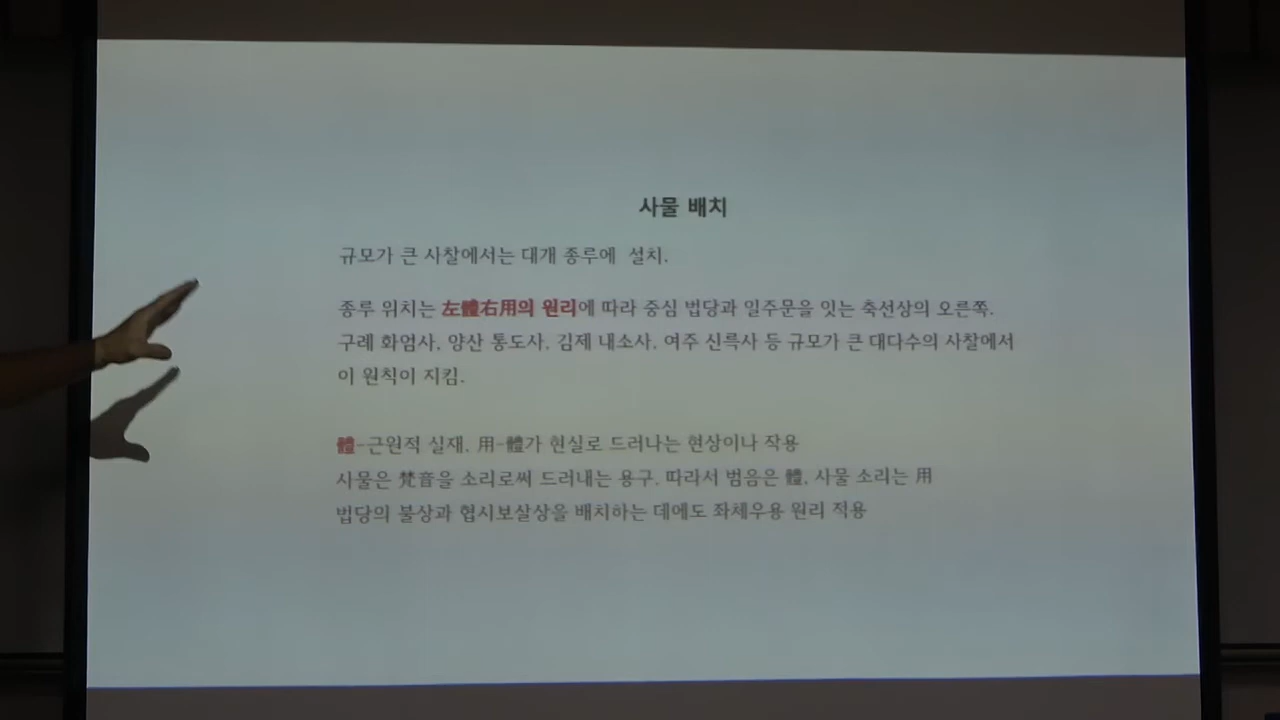 사물 배치
규모가 큰 사찰에서는 대개 종루에 설치.
종루 위치는 左體右用의 원리에 따라 중심 법당과 일주문을 잇는 축선상의 오른쪽.
구례 화엄사, 양산 통도사, 김제 내소사, 여주 신륵사 등 규모가 큰 대다수의 사찰에서
이 원칙이 지킴.
體-근원적 실재, 用-體가 현실로 드러나는 현상이나 작용
사물은 梵音을 소리로써 드러내는 용구, 따라서 범음은 體, 사물 소리는 用
법당의 불상과 협시보살상을 배치하는 데에도 좌체우용 원리 적용